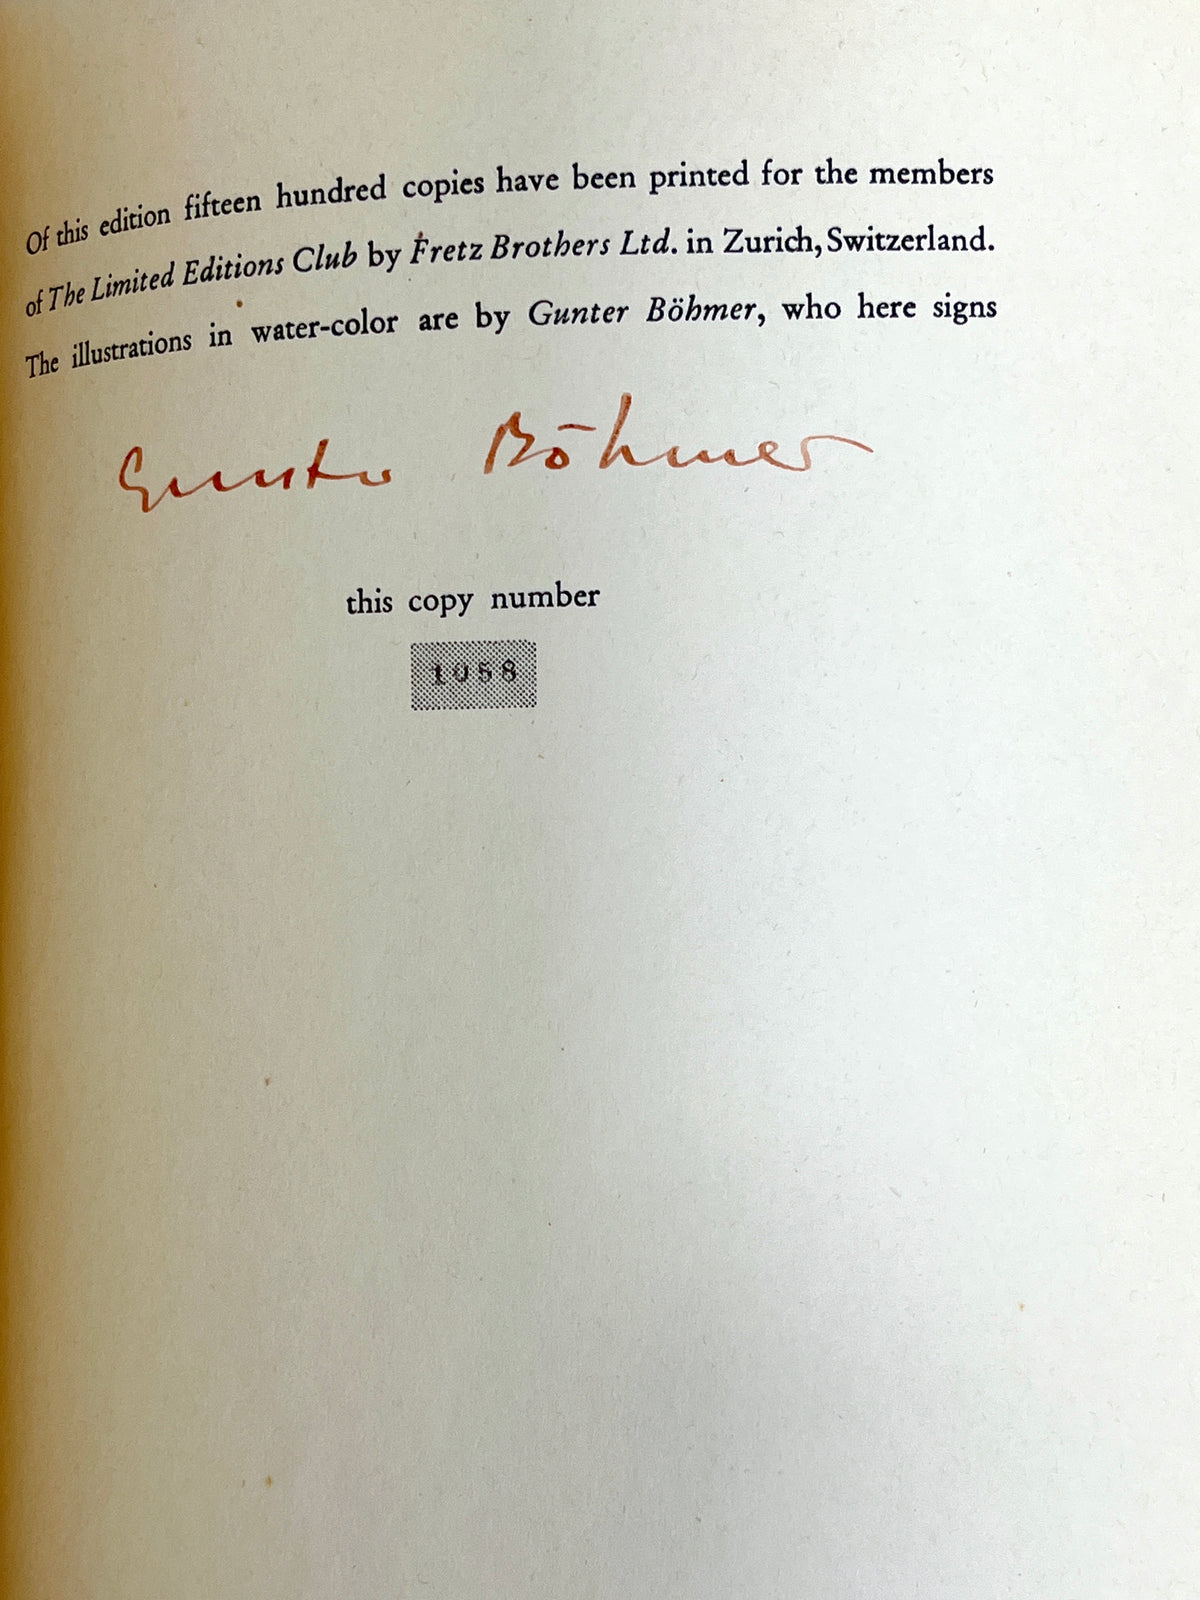 Of this edition fifteen hundred copies have been printed for the members
of The Limited Editions Club by Fretz Brothers Ltd. in Zurich, Switzerland.
The illustrations in water-color are by Gunter Böhmer, who here signs
Gunter Böhmer
this copy number
1058